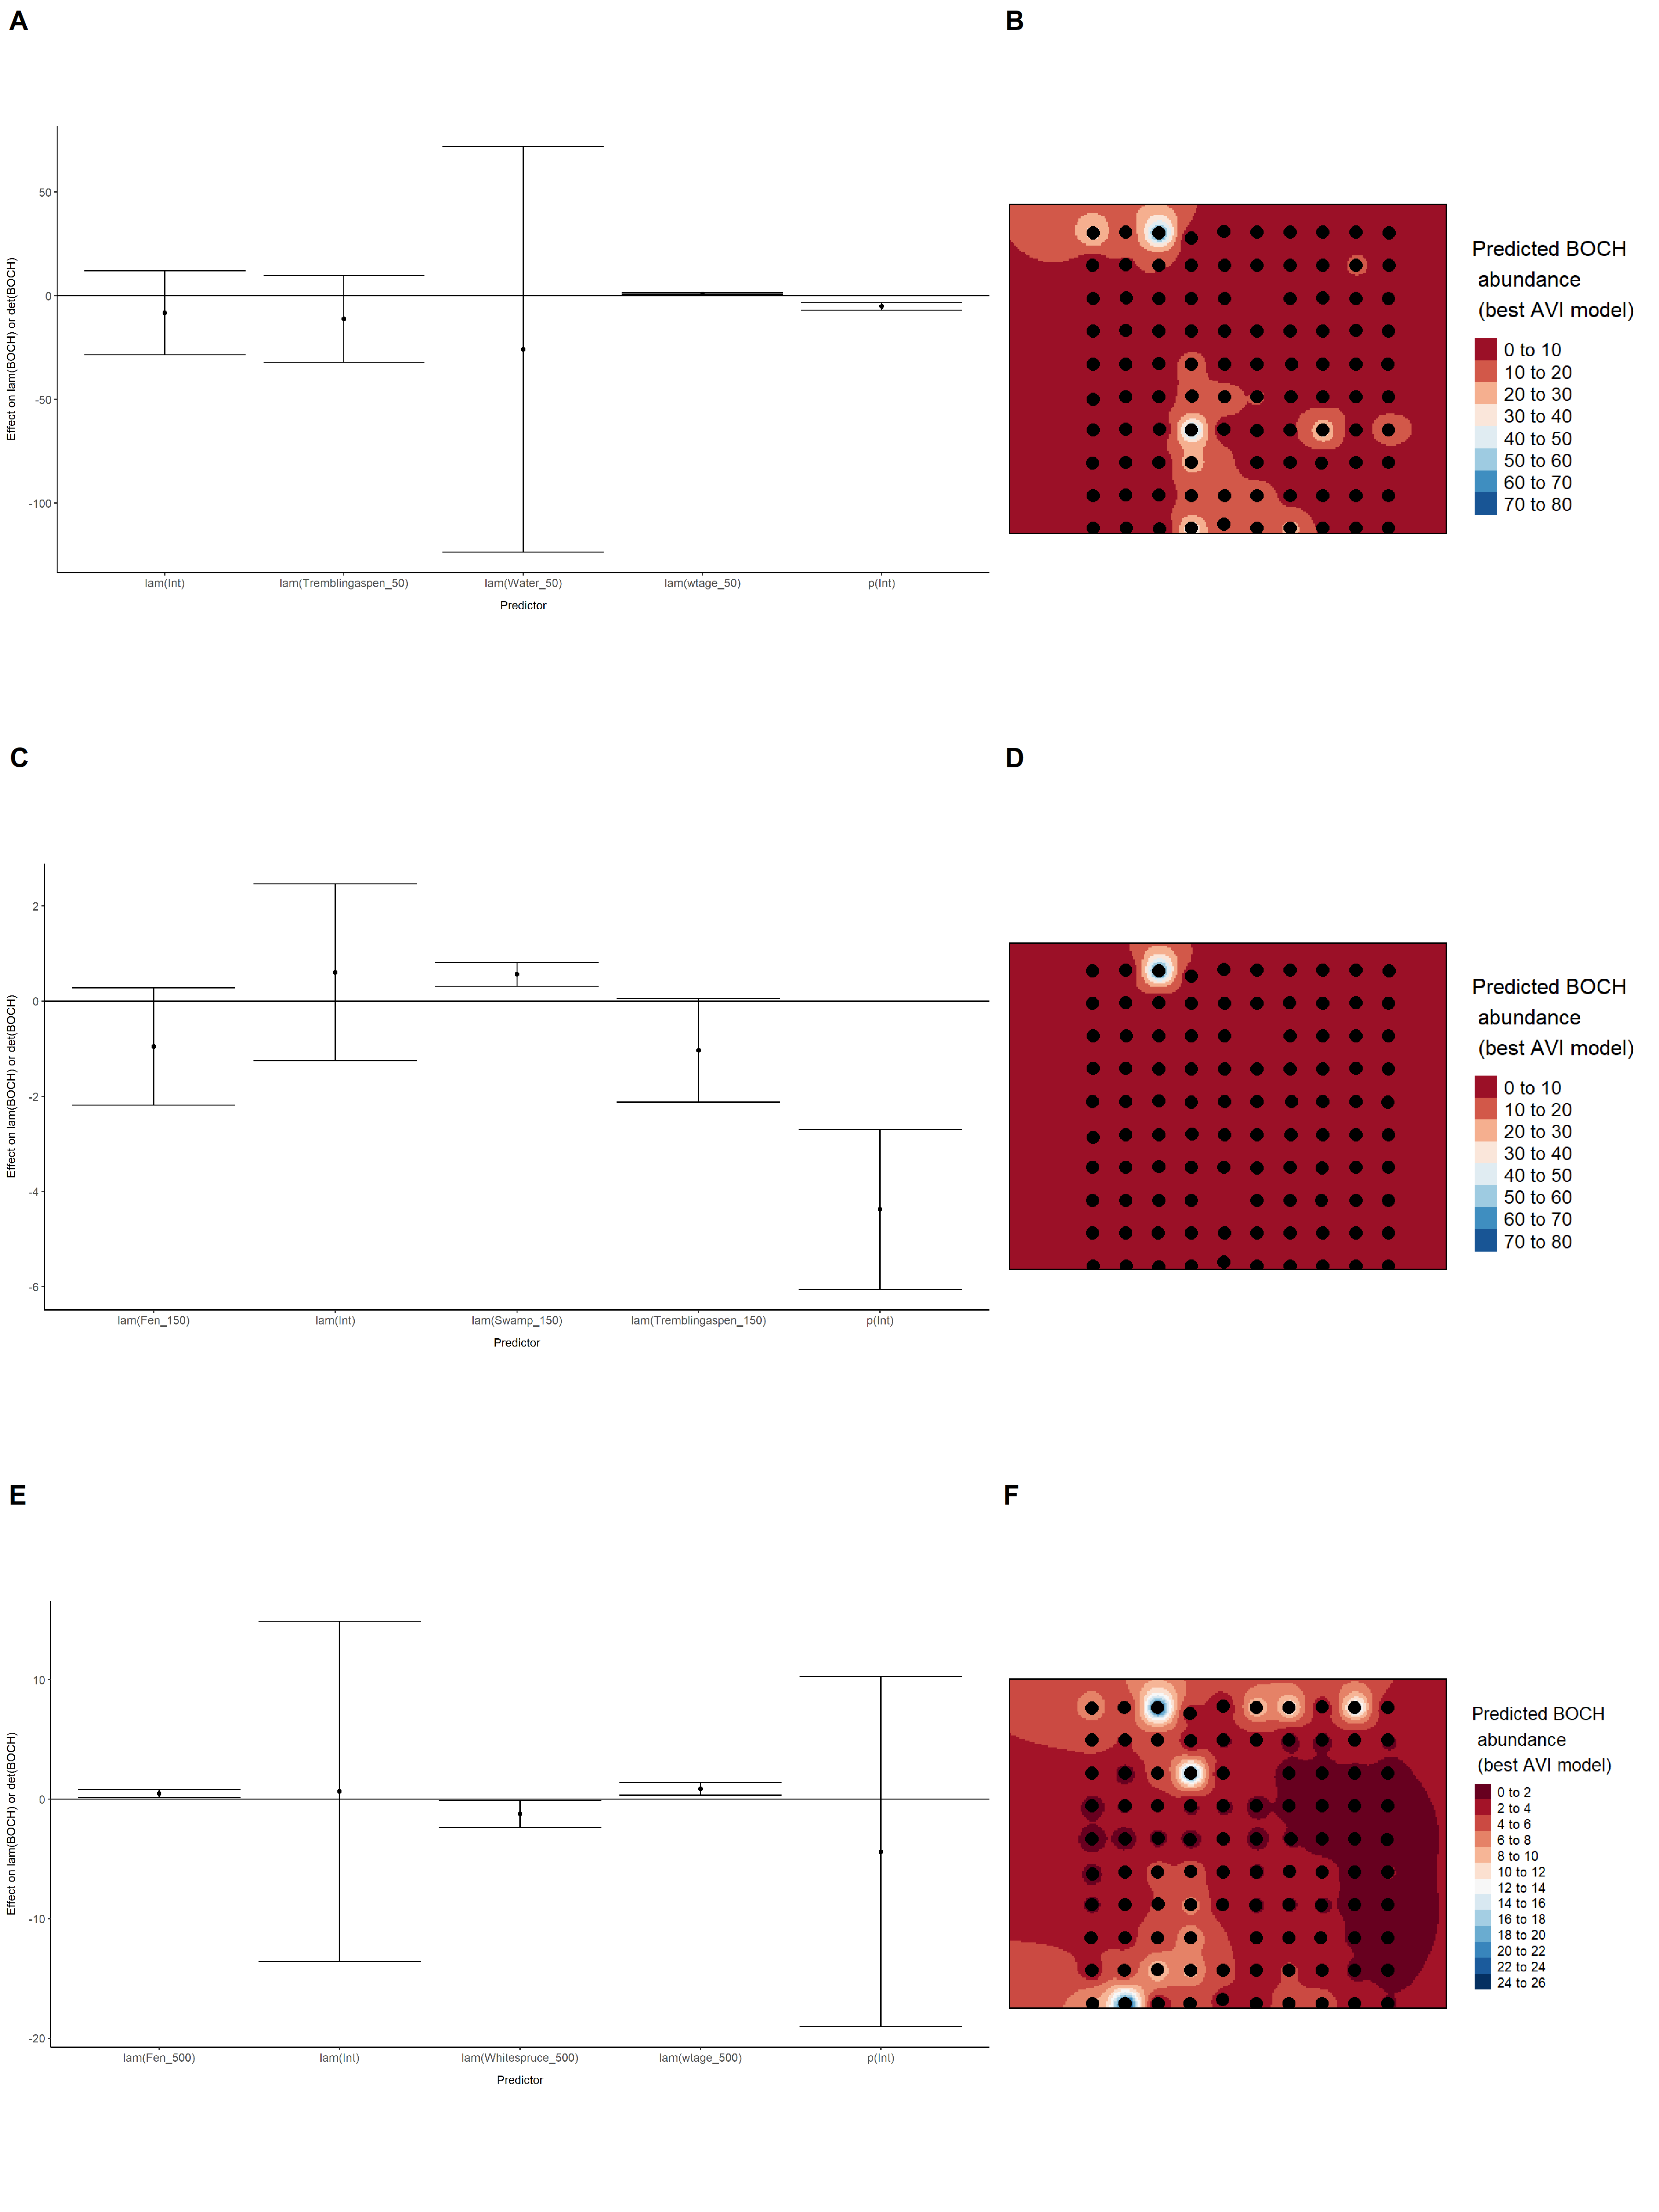 A
B
Effect on lam(BOCH) or det(BOCH)
50
0
-50
-100
lam(Int)
lam(Tremblingaspen_50)
lam(Water_50)
lam(wtage_50)
p(Int)
Predictor
Predicted BOCH
abundance
(best AVI model)
0 to 10
10 to 20
20 to 30
30 to 40
40 to 50
50 to 60
60 to 70
70 to 80
C
D
Effect on lam(BOCH) or det(BOCH)
2
0
-2
-4
-6
lam(Fen_150)
lam(Int)
lam(Swamp_150)
lam(Tremblingaspen_150)
p(Int)
Predictor
Predicted BOCH
abundance
(best AVI model)
0 to 10
10 to 20
20 to 30
30 to 40
40 to 50
50 to 60
60 to 70
70 to 80
E
F
Effect on lam(BOCH) or det(BOCH)
10
0
-10
-20
lam(Fen_500)
lam(Int)
lam(Whitespruce_500)
lam(wtage_500)
p(Int)
Predictor
Predicted BOCH
abundance
(best AVI model)
0 to 2
2 to 4
4 to 6
6 to 8
8 to 10
10 to 12
12 to 14
14 to 16
16 to 18
18 to 20
20 to 22
22 to 24
24 to 26